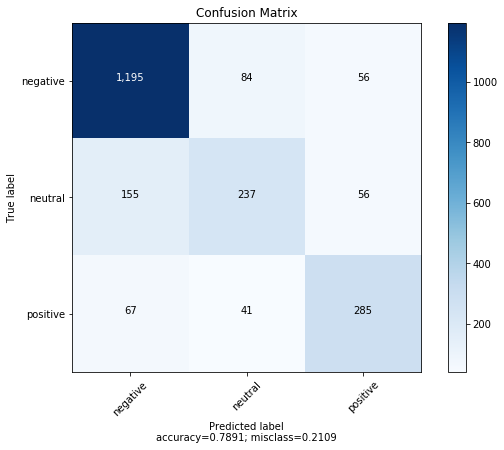 Confusion Matrix
True label
negative
1,195 84 56
neutral
155 237 56
positive
67 41 285
negative neutral positive
Predicted label
accuracy=0.7891; misclass=0.2109
1000
800
600
400
200